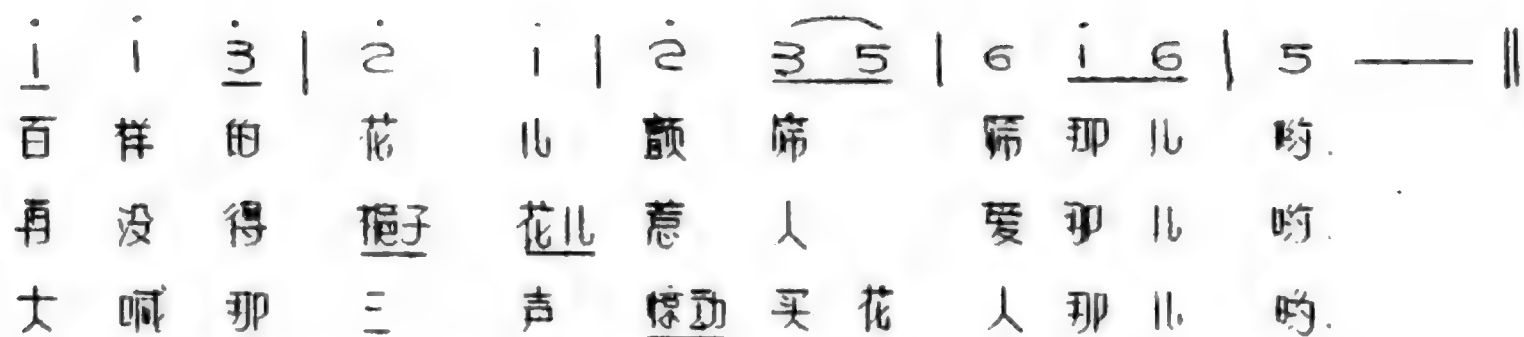 1̇ 1̇ 3̇ | 2̇ 1̇ | 2̇ 3 5 | 6 1̇ 6 | 5 — ‖
百 样 的 花 儿 颤 筛 筛 那 儿 哟.
再 没 得 栀子 花儿 惹 人 爱 那 儿 哟.
大 喊 那 三 声 惊动 买 花 人 那 儿 哟.